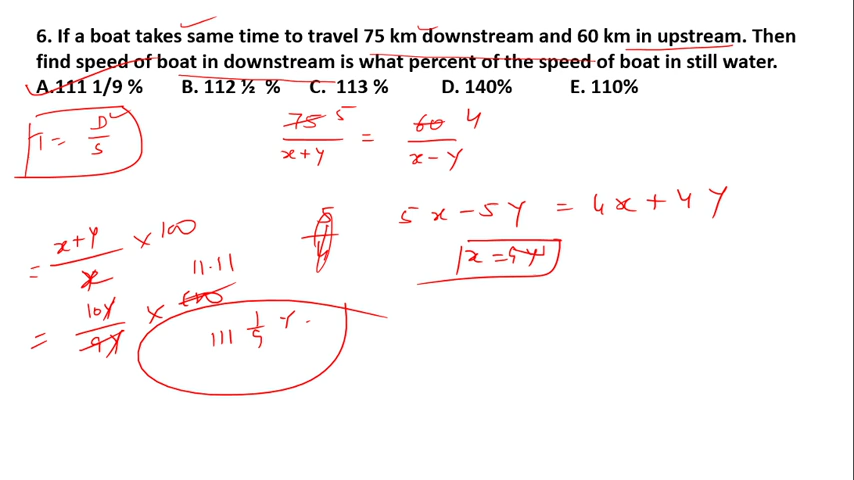 6. If a boat takes same time to travel 75 km downstream and 60 km in upstream. Then
find speed of boat in downstream is what percent of the speed of boat in still water.
A.111 1/9 % B. 112 ½ % C. 113 % D. 140% E. 110%
T = D/S
75 5 / x+y = 60 4 / x-y
5x - 5y = 4x + 4y
x = 9y
= x+y / x × 100
11.11
= 10y / 9y × 100
111 1/9 %